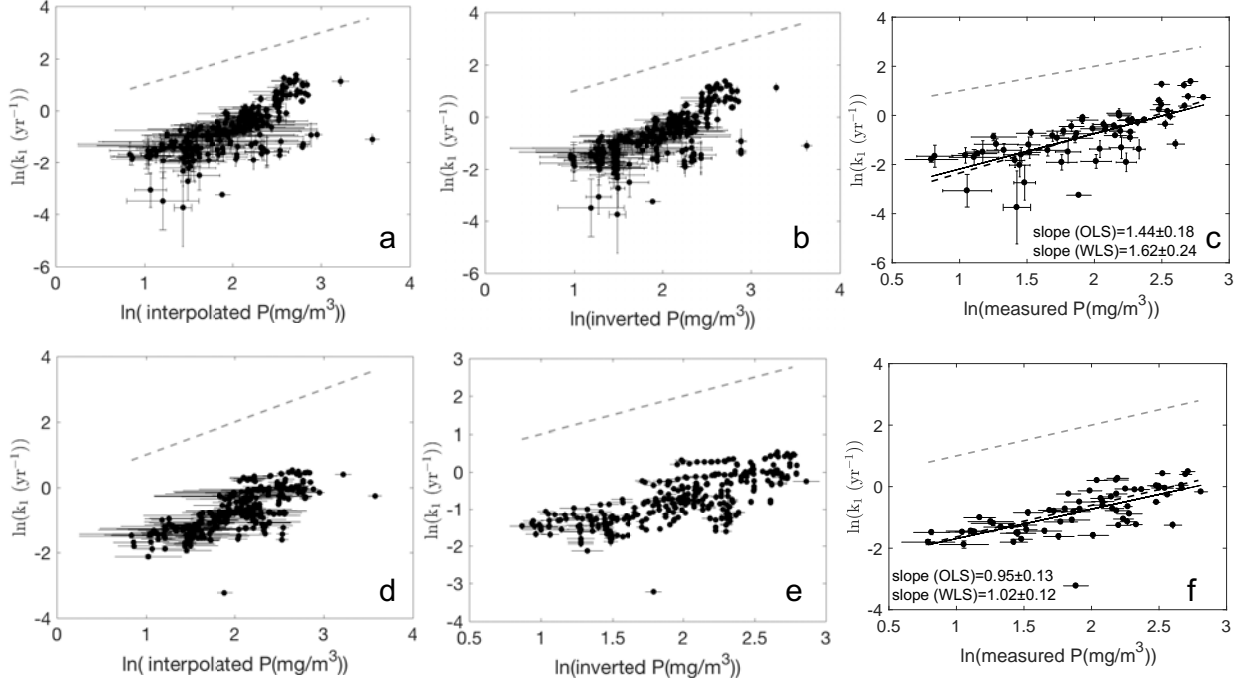 4
2
0
-2
-4
-6
ln(k₁ (yr⁻¹))
a
0 1 2 3 4
ln( interpolated P(mg/m³))
4
2
0
-2
-4
-6
ln(k₁ (yr⁻¹))
b
0 1 2 3 4
ln(inverted P(mg/m³))
4
2
0
-2
-4
-6
ln(k₁ (yr⁻¹))
slope (OLS)=1.44±0.18
slope (WLS)=1.62±0.24
c
0.5 1 1.5 2 2.5 3
ln(measured P(mg/m³))
4
2
0
-2
-4
ln(k₁ (yr⁻¹))
d
0 1 2 3 4
ln( interpolated P(mg/m³))
3
2
1
0
-1
-2
-3
-4
ln(k₁ (yr⁻¹))
e
0.5 1 1.5 2 2.5 3
ln(inverted P(mg/m³))
4
2
0
-2
-4
ln(k₁ (yr⁻¹))
slope (OLS)=0.95±0.13
slope (WLS)=1.02±0.12
f
0.5 1 1.5 2 2.5 3
ln(measured P(mg/m³))